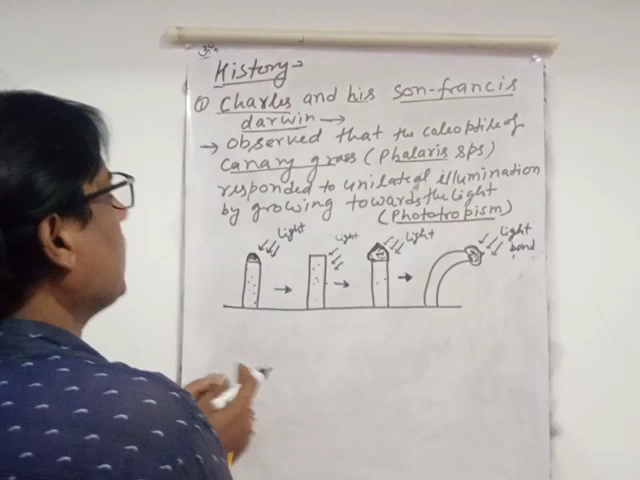 ॐ
History→
① Charles and his son-francis
darwin →
→ observed that the coleoptile of
canary grass (Phalaris sps)
responded to unilateral illumination
by growing towards the light
(Phototropism)
light
light
light
light
bend